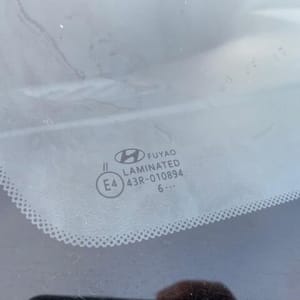 FUYAO
II LAMINATED
E4 43R-010894
6...